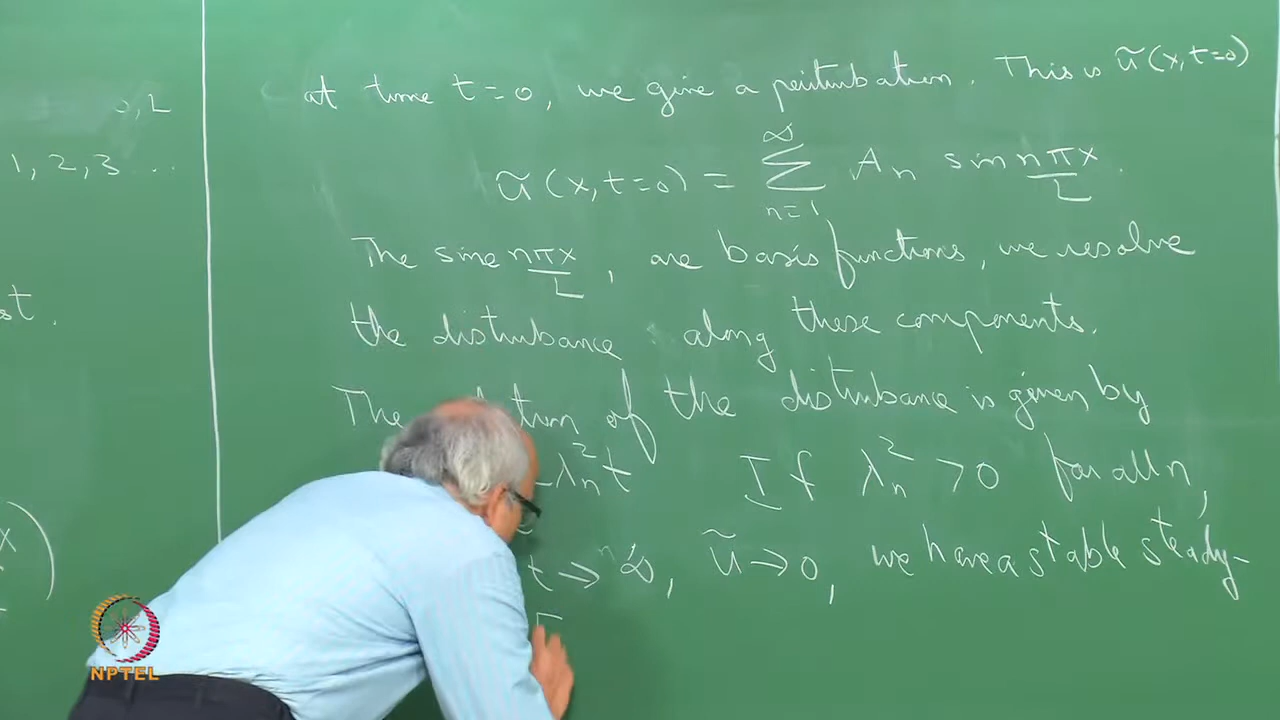 0, L
1, 2, 3 ...
st.
x
at time t=0, we give a perturbation. This is ũ(x,t=0)
ũ(x,t=0) = ∞ Σ n=1 An sin nπx/L.
The sine nπx/L, are basis functions, we resolve
the disturbance along these components.
The of the disturbance is given by
-λn²t If λn² >0 for all n,
t → ∞, ũ→0, we have a stable steady-
NPTEL